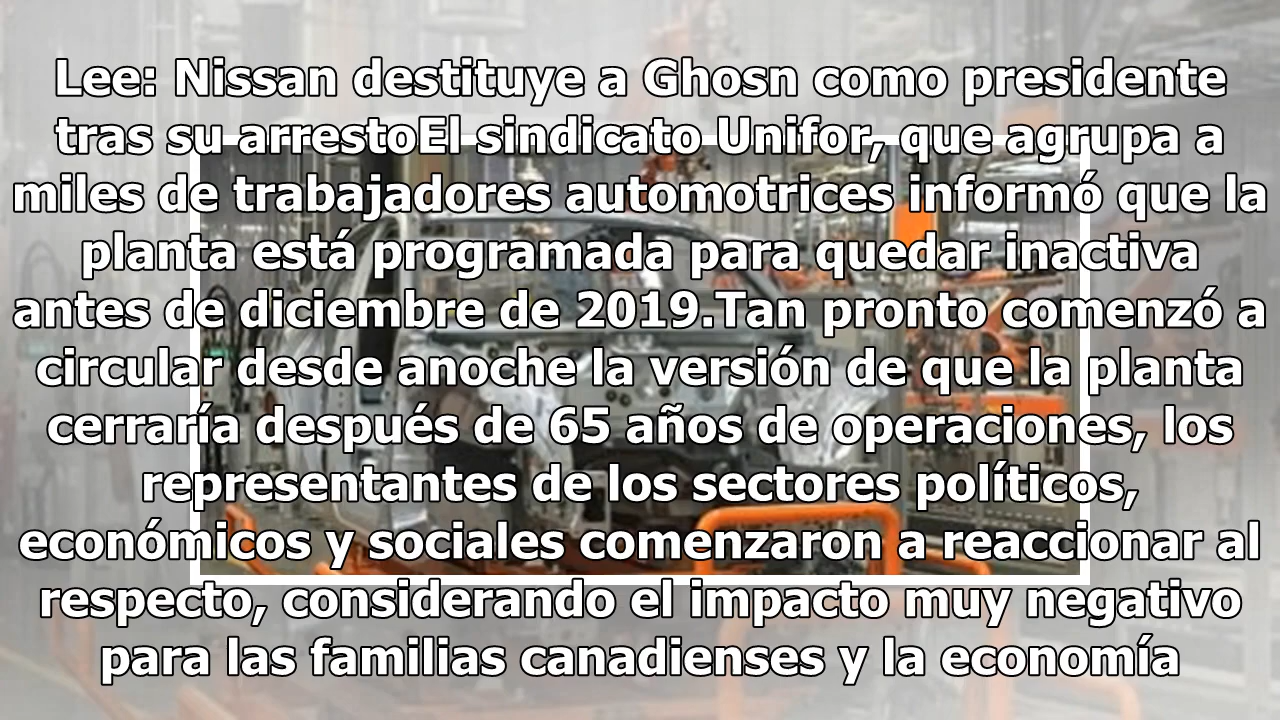 Lee: Nissan destituye a Ghosn como presidente
tras su arrestoEl sindicato Unifor, que agrupa a
miles de trabajadores automotrices informó que la
planta está programada para quedar inactiva
antes de diciembre de 2019.Tan pronto comenzó a
circular desde anoche la versión de que la planta
cerraría después de 65 años de operaciones, los
representantes de los sectores políticos,
económicos y sociales comenzaron a reaccionar al
respecto, considerando el impacto muy negativo
para las familias canadienses y la economía